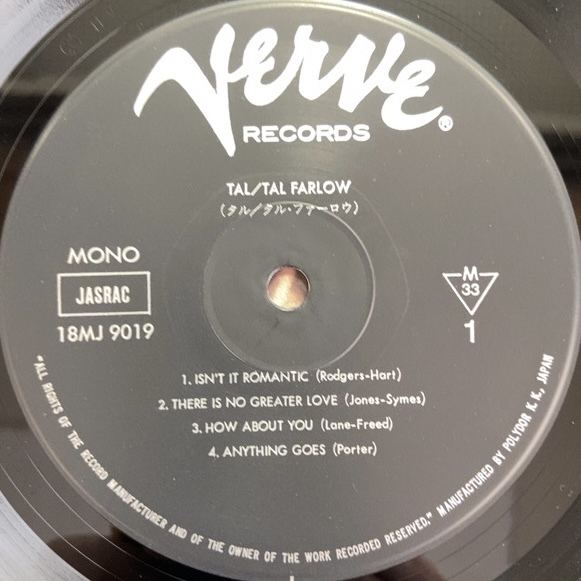 Verve®
RECORDS
TAL/TAL FARLOW
(タル/タル・ファーロウ)
MONO
JASRAC
18MJ 9019
M
33
1
1. ISN'T IT ROMANTIC (Rodgers-Hart)
2. THERE IS NO GREATER LOVE (Jones-Symes)
3. HOW ABOUT YOU (Lane-Freed)
4. ANYTHING GOES (Porter)
"ALL RIGHTS OF THE RECORD MANUFACTURER AND OF THE OWNER OF THE WORK RECORDED RESERVED." MANUFACTURED BY POLYDOR K. K., JAPAN